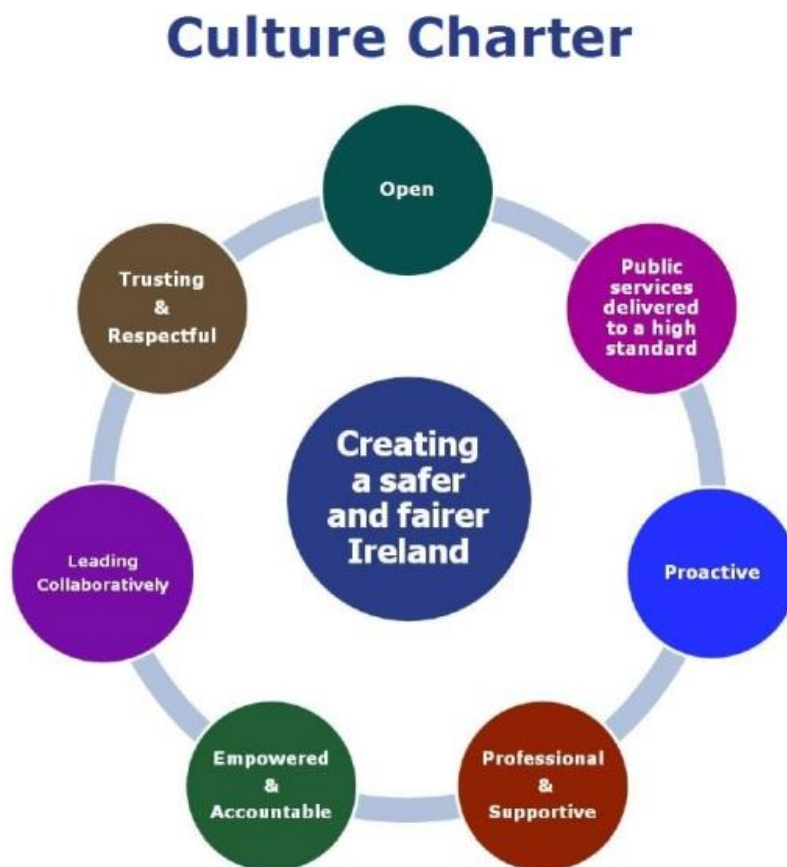 Culture Charter
Open
Public
services
delivered
to a high
standard
Proactive
Professional
&
Supportive
Empowered
&
Accountable
Leading
Collaboratively
Trusting
&
Respectful
Creating
a safer
and fairer
Ireland